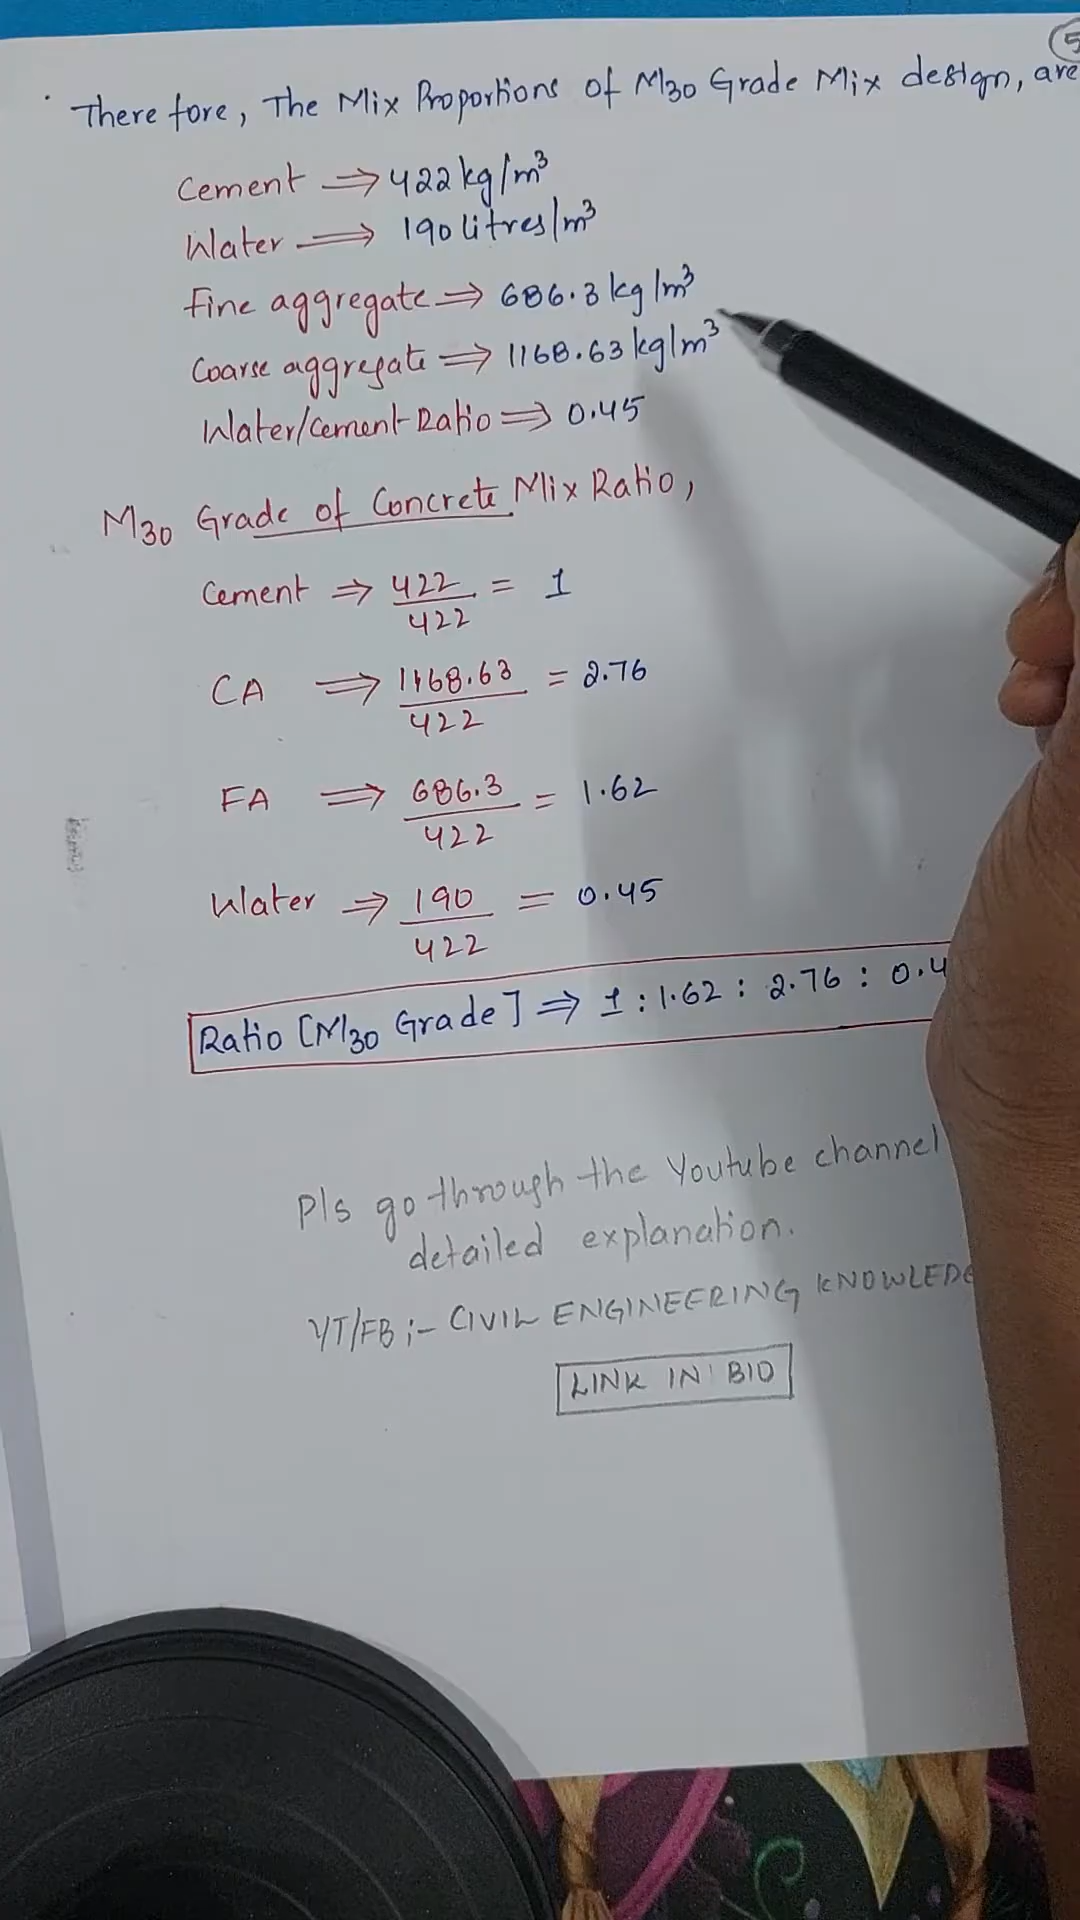 5
There fore, The Mix Proportions of M30 Grade Mix design, are
Cement ⇒ 422 kg/m³
Water ⇒ 190 litres/m³
Fine aggregate ⇒ 686.3 kg/m³
Coarse aggregate ⇒ 1168.63 kg/m³
Water/cement Ratio ⇒ 0.45
M30 Grade of Concrete Mix Ratio,
Cement ⇒ 422/422 = 1
CA ⇒ 1168.63/422 = 2.76
FA ⇒ 686.3/422 = 1.62
Water ⇒ 190/422 = 0.45
Ratio [M30 Grade] ⇒ 1 : 1.62 : 2.76 : 0.4
Pls go through the Youtube channel
detailed explanation.
YT/FB ;- CIVIL ENGINEERING KNOWLEDG
LINK IN BIO